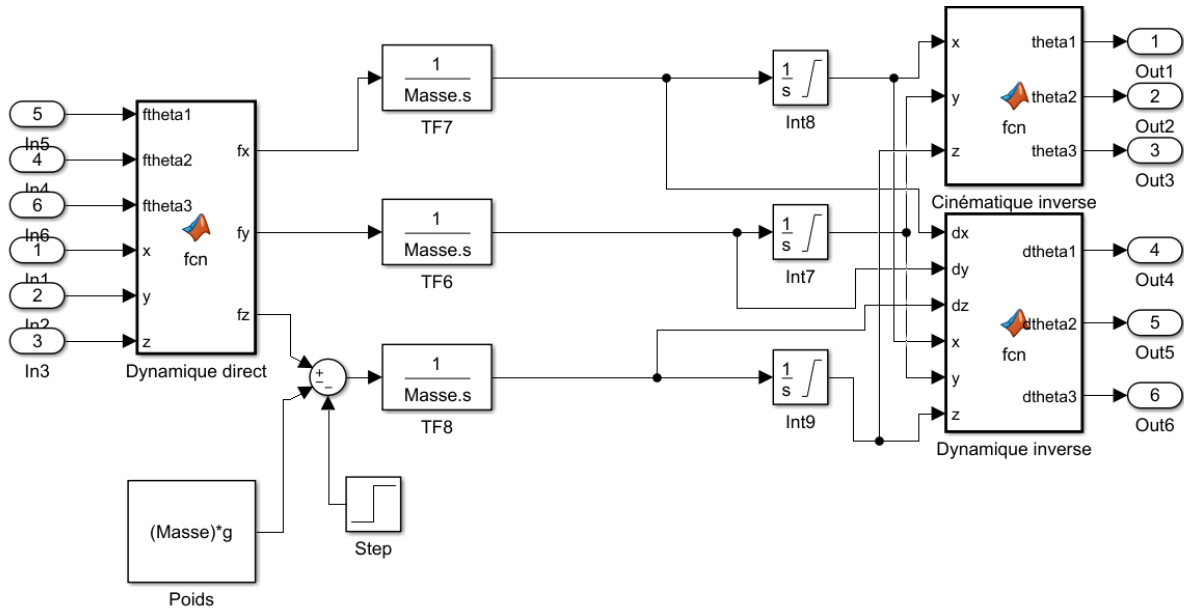 5
In5
4
In4
6
In6
1
In1
2
In2
3
In3
ftheta1
ftheta2
ftheta3
x
y
z
fx
fy
fz
fcn
Dynamique direct
1
Masse.s
TF7
1
Masse.s
TF6
1
Masse.s
TF8
+
−
−
(Masse)*g
Poids
Step
1
s
Int8
1
s
Int7
1
s
Int9
x
y
z
theta1
theta2
theta3
fcn
Cinématique inverse
dx
dy
dz
x
y
z
dtheta1
dtheta2
dtheta3
fcn
Dynamique inverse
1
Out1
2
Out2
3
Out3
4
Out4
5
Out5
6
Out6